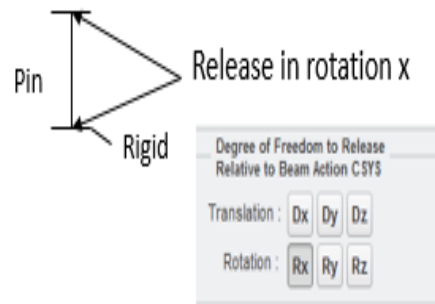 Release in rotation x
Pin
Rigid
Degree of Freedom to Release
Relative to Beam Action CSYS
Translation : Dx Dy Dz
Rotation : Rx Ry Rz